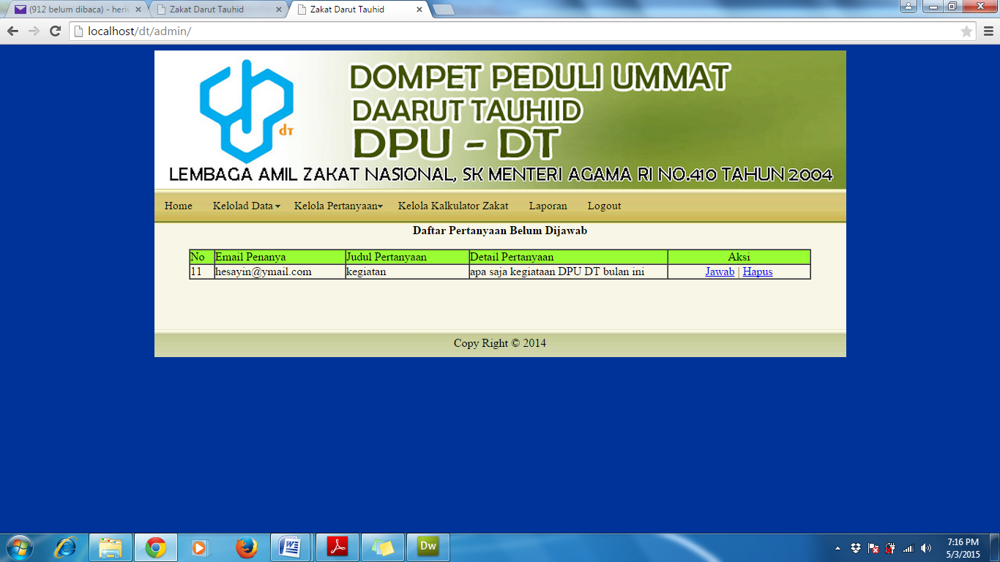 (912 belum dibaca) - heriw
Zakat Darut Tauhid
Zakat Darut Tauhid
localhost/dt/admin/
DOMPET PEDULI UMMAT
DAARUT TAUHIID
DPU - DT
dt
LEMBAGA AMIL ZAKAT NASIONAL, SK MENTERI AGAMA RI NO.410 TAHUN 2004
Home Kelolad Data Kelola Pertanyaan Kelola Kalkulator Zakat Laporan Logout
Daftar Pertanyaan Belum Dijawab
No Email Penanya Judul Pertanyaan Detail Pertanyaan Aksi
11 hesayin@ymail.com kegiatan apa saja kegiataan DPU DT bulan ini Jawab | Hapus
Copy Right © 2014
Dw
7:16 PM
5/3/2015